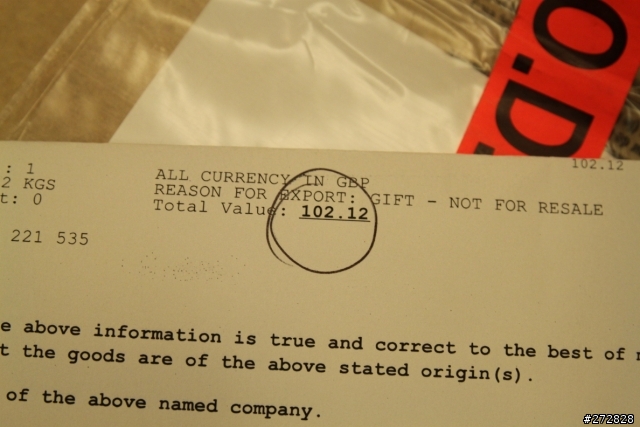 O.D
102.12
: 1
2 KGS
t: 0
221 535
ALL CURRENCY IN GBP
REASON FOR EXPORT: GIFT - NOT FOR RESALE
Total Value: 102.12
e above information is true and correct to the best of
t the goods are of the above stated origin(s).
of the above named company.
#272828